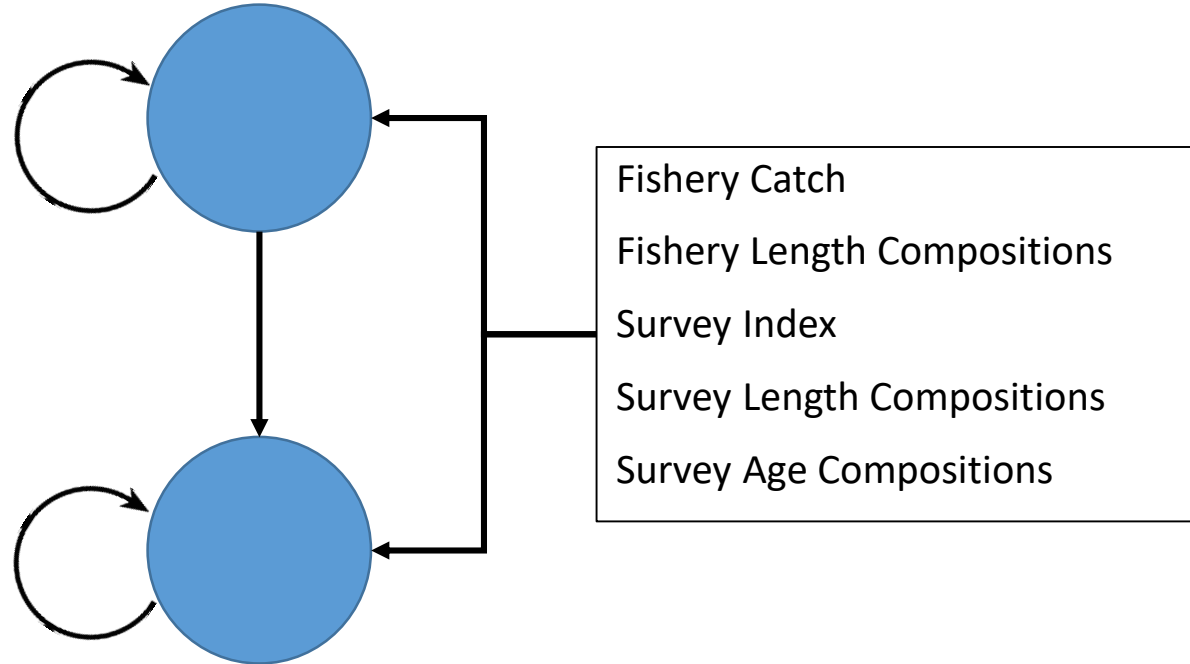 Fishery Catch
Fishery Length Compositions
Survey Index
Survey Length Compositions
Survey Age Compositions